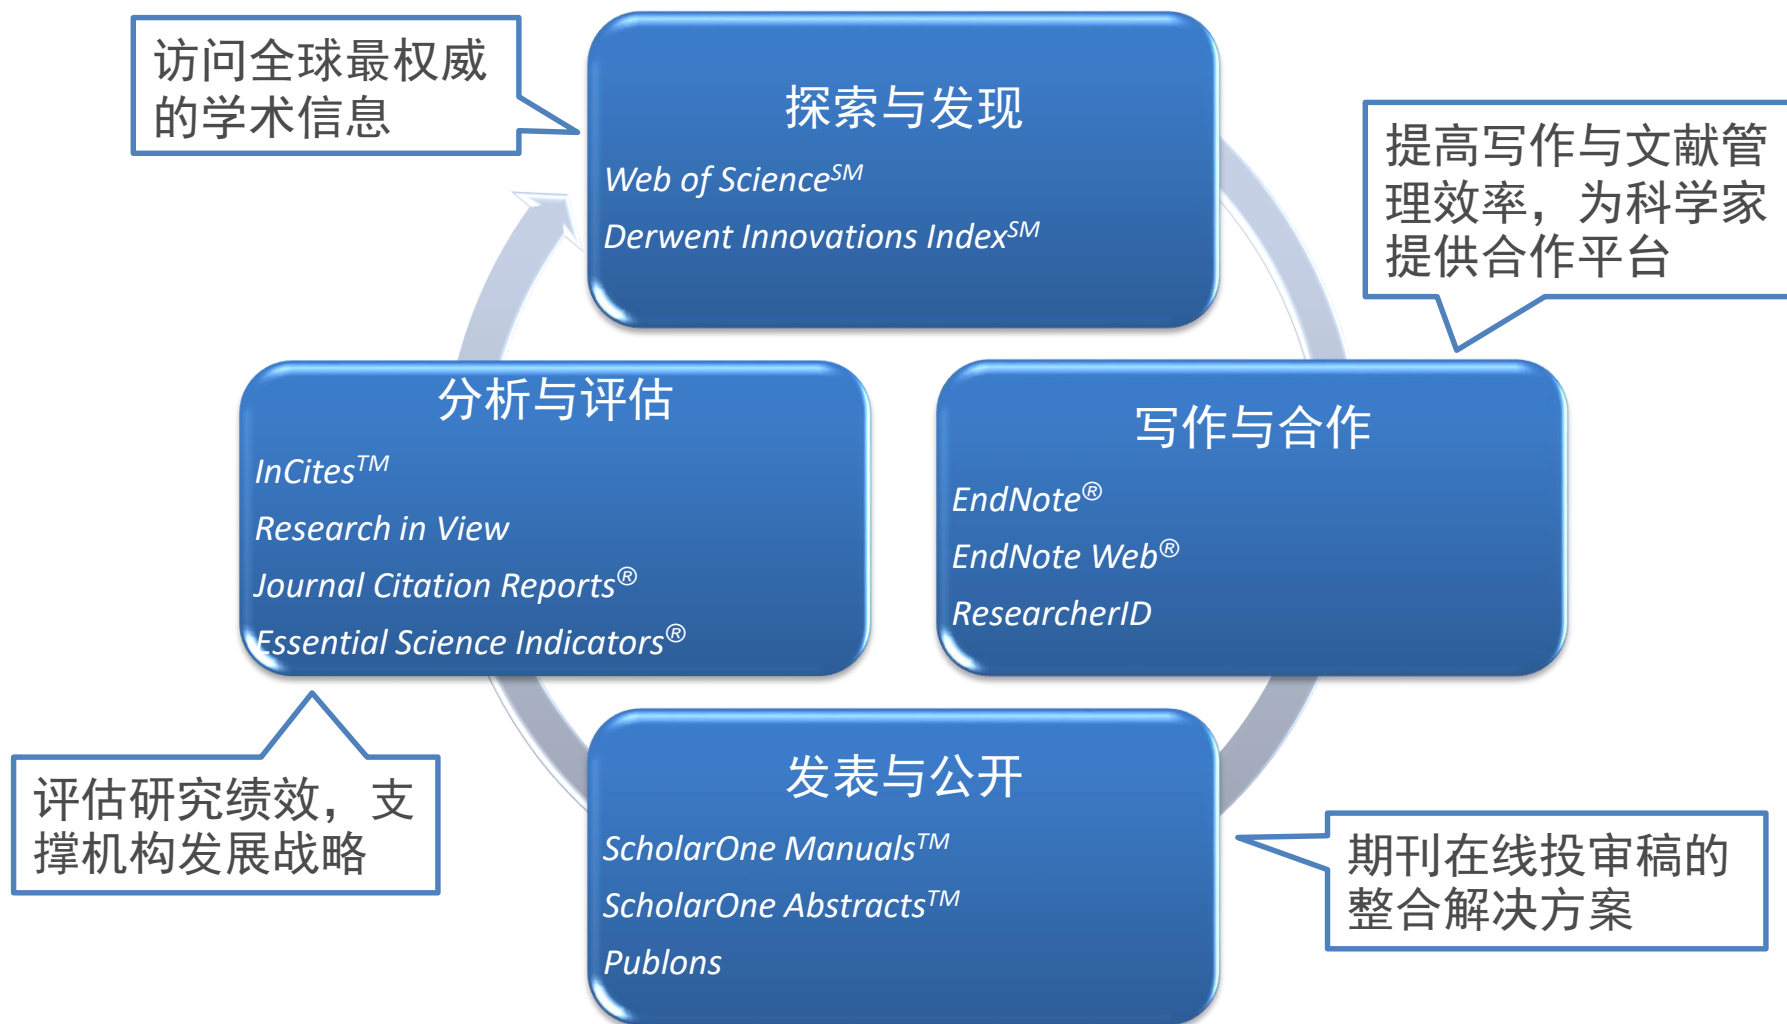 访问全球最权威
的学术信息
探索与发现
Web of Science℠
Derwent Innovations Index℠
提高写作与文献管
理效率，为科学家
提供合作平台
分析与评估
InCites™
Research in View
Journal Citation Reports®
Essential Science Indicators®
写作与合作
EndNote®
EndNote Web®
ResearcherID
评估研究绩效，支
撑机构发展战略
发表与公开
ScholarOne Manuals™
ScholarOne Abstracts™
Publons
期刊在线投审稿的
整合解决方案